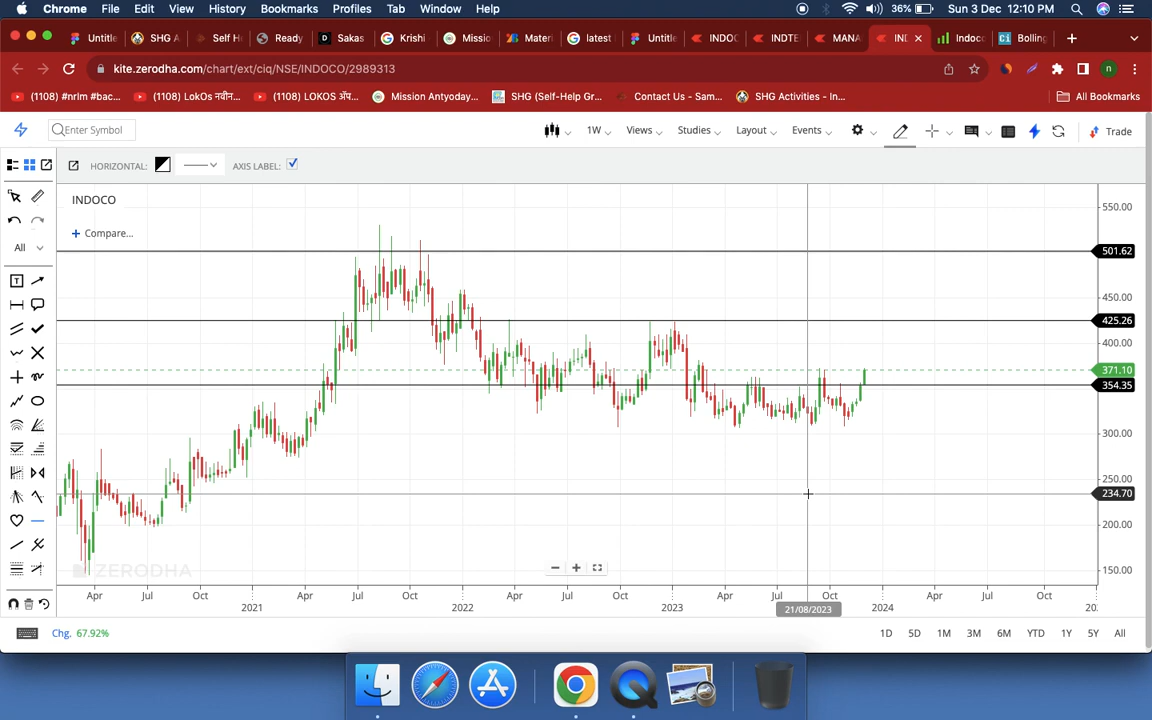 Chrome File Edit View History Bookmarks Profiles Tab Window Help 36% Sun 3 Dec 12:10 PM
Untitle SHG A Self H Ready Sakas Krishi Missio Materi latest Untitle INDOC INDTE MANA IND Indoc Bolling
kite.zerodha.com/chart/ext/ciq/NSE/INDOCO/2989313 n
(1108) #nrlm #bac... (1108) LokOs नवीन... (1108) LOKOS ॲप... Mission Antyoday... SHG (Self-Help Gr... Contact Us - Sam... SHG Activities - In... All Bookmarks
Enter Symbol 1W Views Studies Layout Events Trade
HORIZONTAL: AXIS LABEL:
INDOCO
Compare...
All
T
550.00
501.62
450.00
425.26
400.00
371.10
354.35
300.00
250.00
234.70
200.00
150.00
ZERODHA
Apr Jul Oct 2021 Apr Jul Oct 2022 Apr Jul Oct 2023 Apr Jul Oct 2024 Apr Jul Oct 20.
21/08/2023
Chg. 67.92% 1D 5D 1M 3M 6M YTD 1Y 5Y All